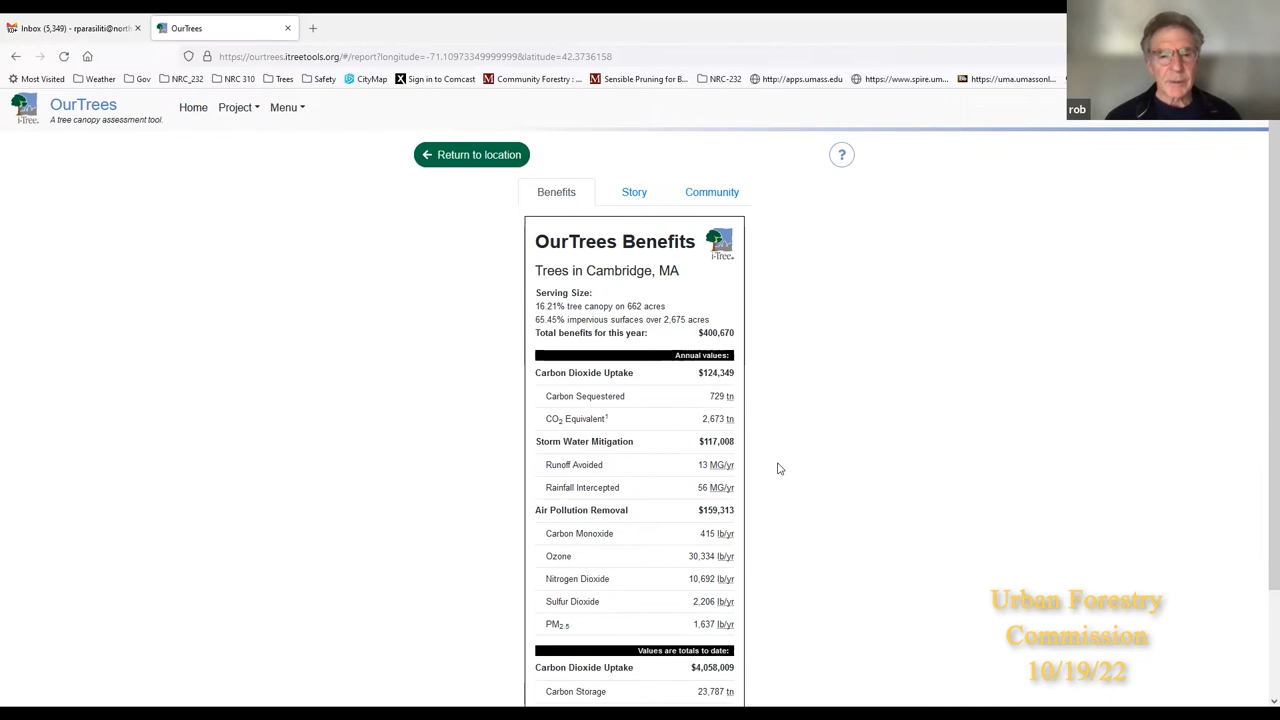 Inbox (5,349) - rparasiliti@north
OurTrees
https://ourtrees.itreetools.org/#/report?longitude=-71.10973349999999&latitude=42.3736158
Most Visited Weather Gov NRC_232 NRC 310 Trees Safety CityMap Sign in to Comcast Community Forestry : ... Sensible Pruning for B... NRC-232 http://apps.umass.edu https://www.spire.um... https://uma.umassonl...
rob
i-Tree.
OurTrees
A tree canopy assessment tool.
Home Project Menu
Return to location
?
Benefits Story Community
OurTrees Benefits
i-Tree.
Trees in Cambridge, MA
Serving Size:
16.21% tree canopy on 662 acres
65.45% impervious surfaces over 2,675 acres
Total benefits for this year: $400,670
Annual values:
Carbon Dioxide Uptake $124,349
Carbon Sequestered 729 tn
CO2 Equivalent1 2,673 tn
Storm Water Mitigation $117,008
Runoff Avoided 13 MG/yr
Rainfall Intercepted 56 MG/yr
Air Pollution Removal $159,313
Carbon Monoxide 415 lb/yr
Ozone 30,334 lb/yr
Nitrogen Dioxide 10,692 lb/yr
Sulfur Dioxide 2,206 lb/yr
PM2.5 1,637 lb/yr
Values are totals to date:
Carbon Dioxide Uptake $4,058,009
Carbon Storage 23,787 tn
Urban Forestry
Commission
10/19/22